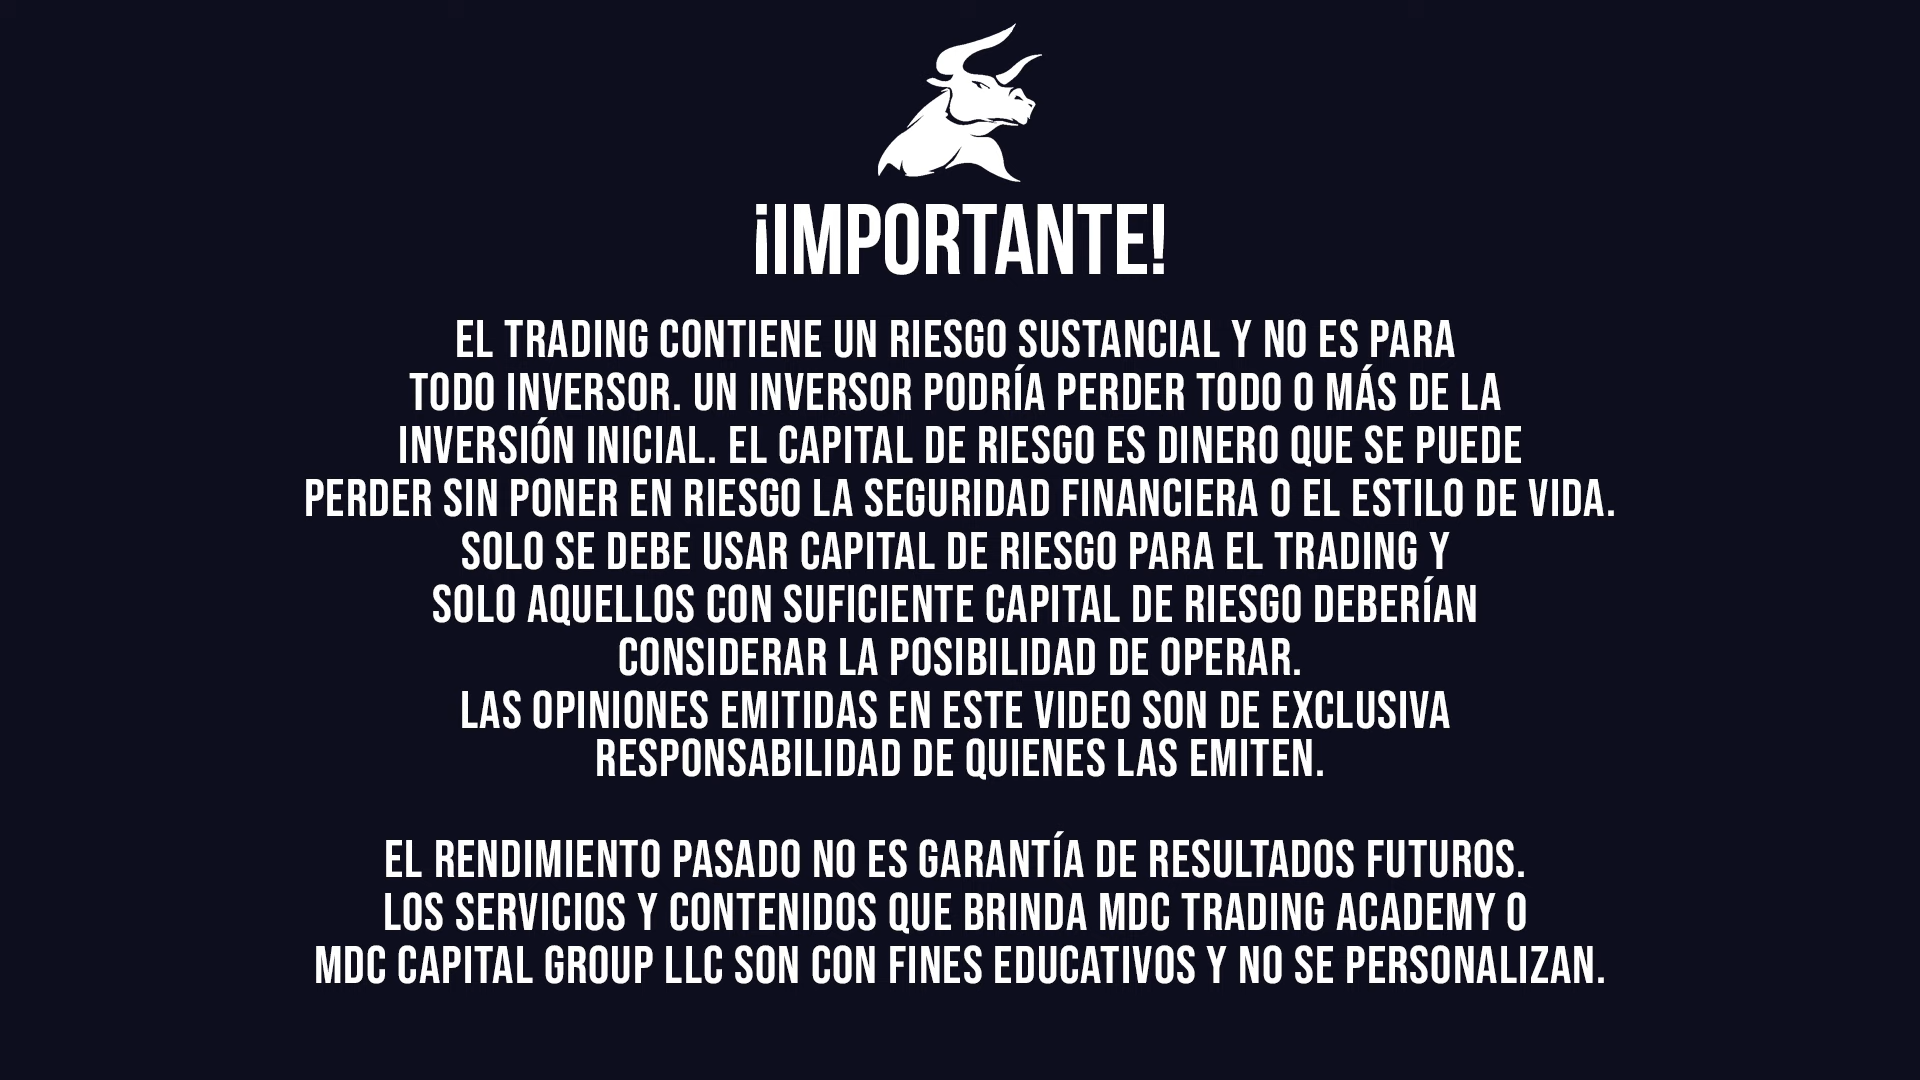 ¡IMPORTANTE!
EL TRADING CONTIENE UN RIESGO SUSTANCIAL Y NO ES PARA
TODO INVERSOR. UN INVERSOR PODRÍA PERDER TODO O MÁS DE LA
INVERSIÓN INICIAL. EL CAPITAL DE RIESGO ES DINERO QUE SE PUEDE
PERDER SIN PONER EN RIESGO LA SEGURIDAD FINANCIERA O EL ESTILO DE VIDA.
SOLO SE DEBE USAR CAPITAL DE RIESGO PARA EL TRADING Y
SOLO AQUELLOS CON SUFICIENTE CAPITAL DE RIESGO DEBERÍAN
CONSIDERAR LA POSIBILIDAD DE OPERAR.
LAS OPINIONES EMITIDAS EN ESTE VIDEO SON DE EXCLUSIVA
RESPONSABILIDAD DE QUIENES LAS EMITEN.
EL RENDIMIENTO PASADO NO ES GARANTÍA DE RESULTADOS FUTUROS.
LOS SERVICIOS Y CONTENIDOS QUE BRINDA MDC TRADING ACADEMY O
MDC CAPITAL GROUP LLC SON CON FINES EDUCATIVOS Y NO SE PERSONALIZAN.